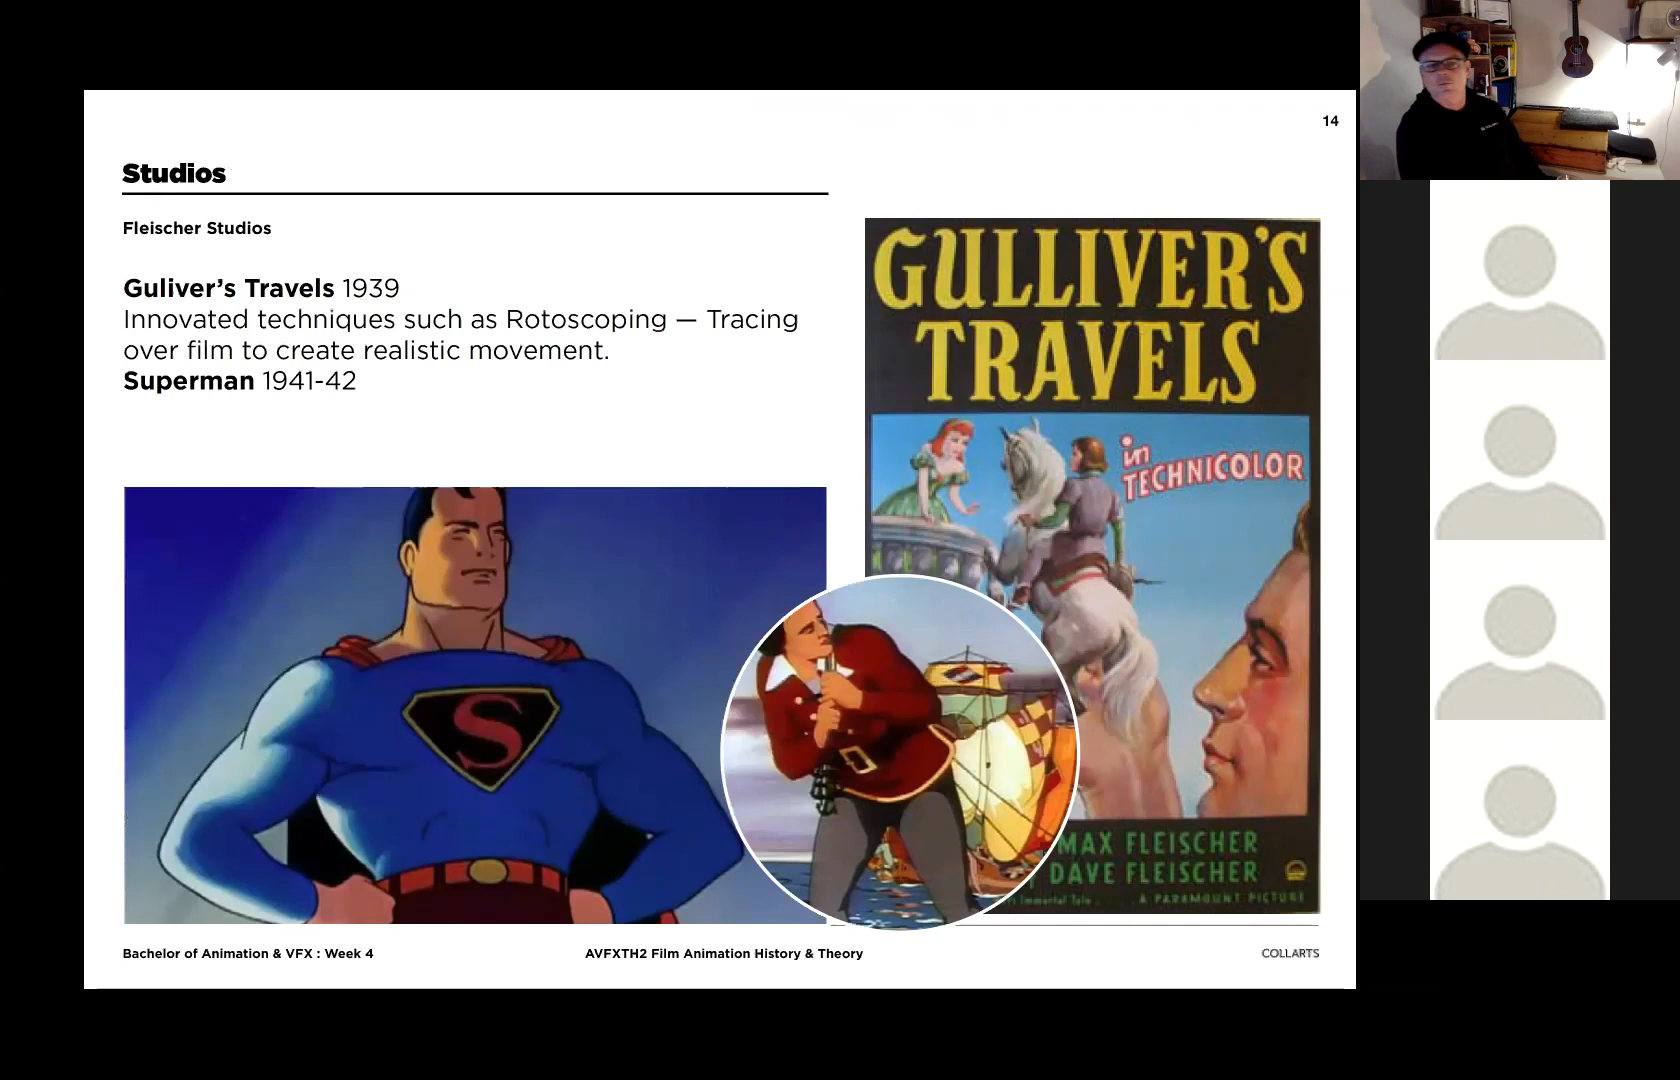 14
Studios
Fleischer Studios
Guliver’s Travels 1939
Innovated techniques such as Rotoscoping — Tracing
over film to create realistic movement.
Superman 1941-42
GULLIVER’S
TRAVELS
in
TECHNICOLOR
S
MAX FLEISCHER
DAVE FLEISCHER
Immortal Tale
A PARAMOUNT PICTURE
Bachelor of Animation & VFX : Week 4
AVFXTH2 Film Animation History & Theory
COLLARTS